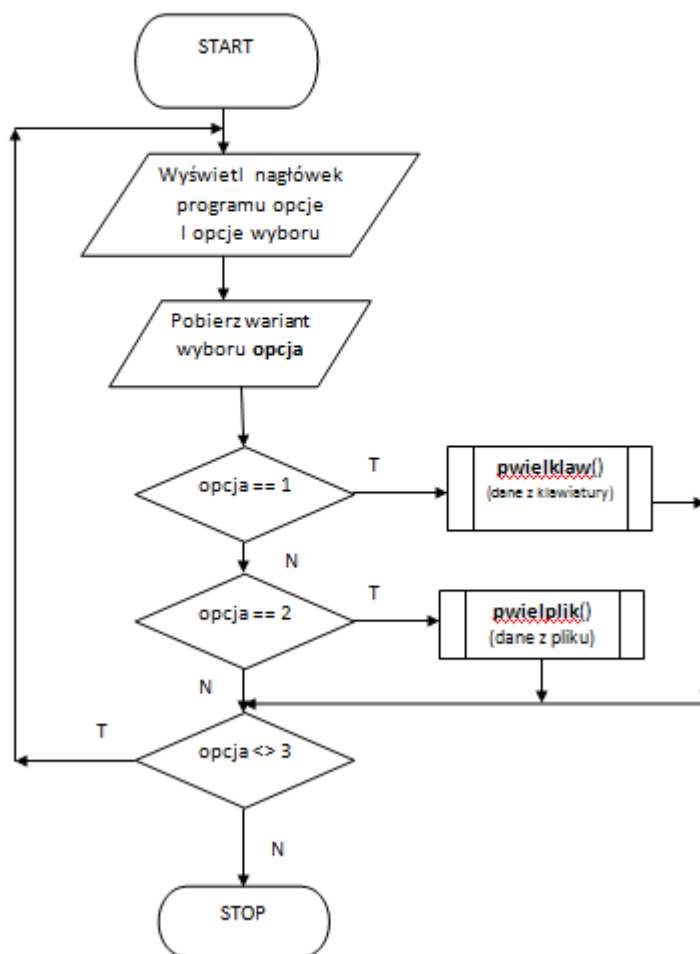 START
Wyświetl nagłówek
programu opcje
I opcje wyboru
Pobierz wariant
wyboru opcja
opcja == 1
T
pwielklaw()
(dane z klawiatury)
N
opcja == 2
T
pwielplik()
(dane z pliku)
N
T
opcja <> 3
N
STOP